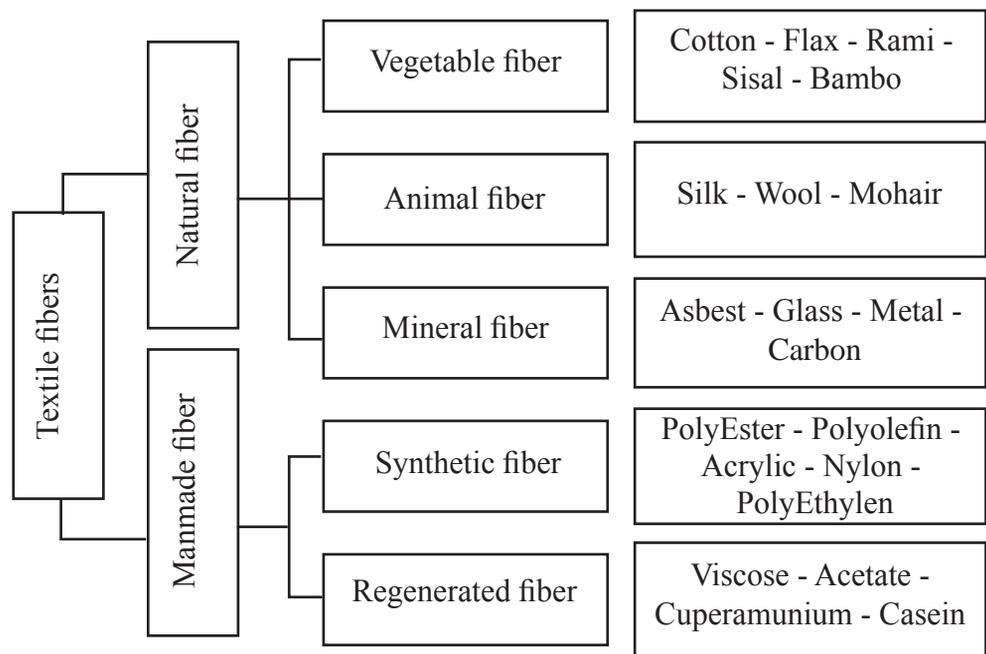 Textile fibers
Natural fiber
Vegetable fiber
Cotton - Flax - Rami -
Sisal - Bambo
Animal fiber
Silk - Wool - Mohair
Mineral fiber
Asbest - Glass - Metal -
Carbon
Manmade fiber
Synthetic fiber
PolyEster - Polyolefin -
Acrylic - Nylon -
PolyEthylen
Regenerated fiber
Viscose - Acetate -
Cuperamunium - Casein